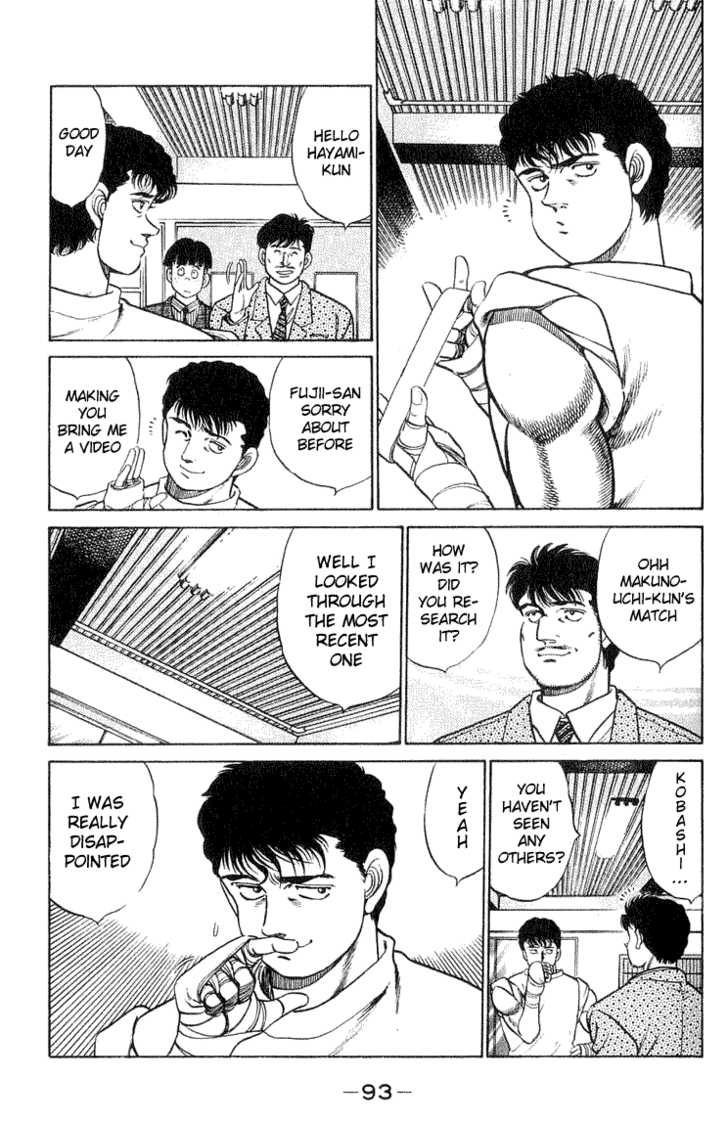 HELLO
HAYAMI-
KUN
GOOD
DAY
FUJII-SAN
SORRY
ABOUT
BEFORE
MAKING
YOU
BRING ME
A VIDEO
OHH
MAKUNO-
UCHI-KUN'S
MATCH
HOW
WAS IT?
DID
YOU RE-
SEARCH
IT?
WELL I
LOOKED
THROUGH
THE MOST
RECENT
ONE
KOBASHI...
YOU
HAVEN'T
SEEN
ANY
OTHERS?
YEAH
I WAS
REALLY
DISAP-
POINTED
—93—